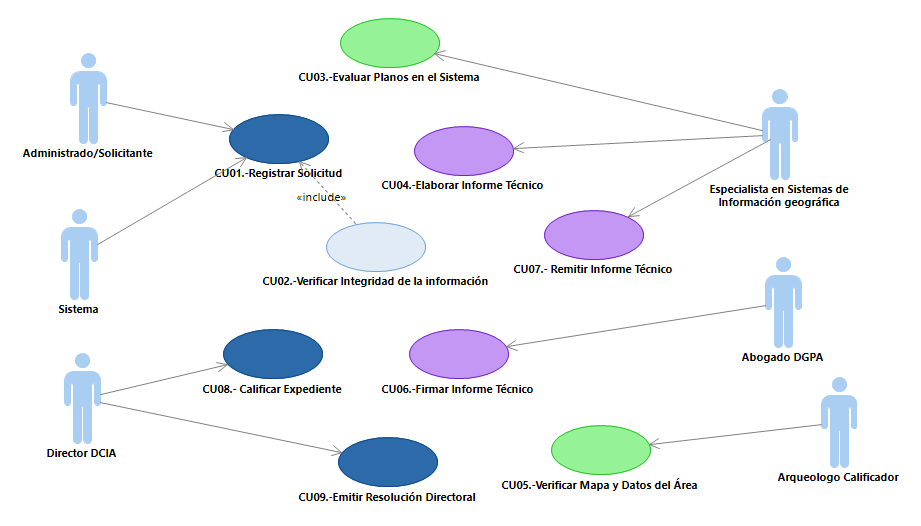 CU03.-Evaluar Planos en el Sistema
Administrado/Solicitante
CU01.-Registrar Solicitud
CU04.-Elaborar Informe Técnico
Especialista en Sistemas de
Información geográfica
«include»
CU07.- Remitir Informe Técnico
CU02.-Verificar Integridad de la información
Sistema
Abogado DGPA
CU08.- Calificar Expediente
CU06.-Firmar Informe Técnico
Director DCIA
Arqueologo Calificador
CU05.-Verificar Mapa y Datos del Área
CU09.-Emitir Resolución Directoral